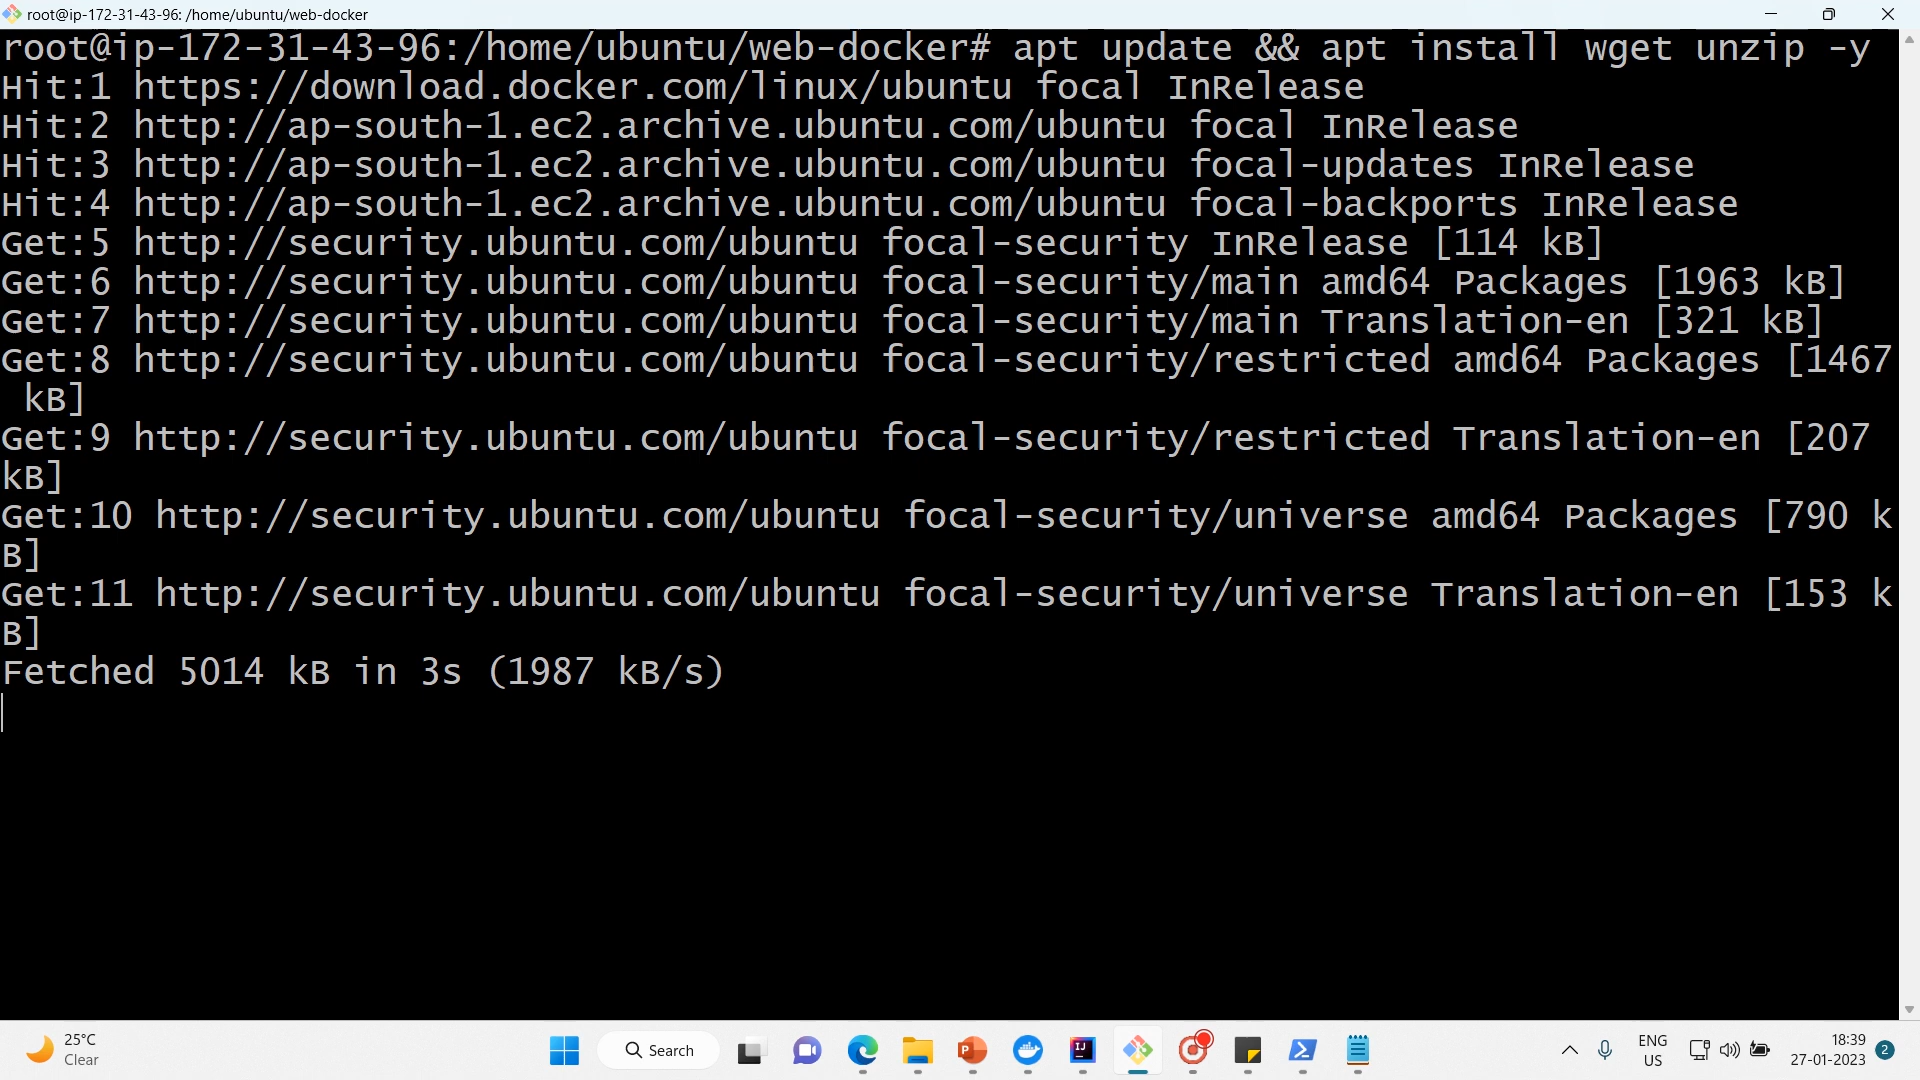 root@ip-172-31-43-96: /home/ubuntu/web-docker
root@ip-172-31-43-96:/home/ubuntu/web-docker# apt update && apt install wget unzip -y
Hit:1 https://download.docker.com/linux/ubuntu focal InRelease
Hit:2 http://ap-south-1.ec2.archive.ubuntu.com/ubuntu focal InRelease
Hit:3 http://ap-south-1.ec2.archive.ubuntu.com/ubuntu focal-updates InRelease
Hit:4 http://ap-south-1.ec2.archive.ubuntu.com/ubuntu focal-backports InRelease
Get:5 http://security.ubuntu.com/ubuntu focal-security InRelease [114 kB]
Get:6 http://security.ubuntu.com/ubuntu focal-security/main amd64 Packages [1963 kB]
Get:7 http://security.ubuntu.com/ubuntu focal-security/main Translation-en [321 kB]
Get:8 http://security.ubuntu.com/ubuntu focal-security/restricted amd64 Packages [1467
kB]
Get:9 http://security.ubuntu.com/ubuntu focal-security/restricted Translation-en [207
kB]
Get:10 http://security.ubuntu.com/ubuntu focal-security/universe amd64 Packages [790 k
B]
Get:11 http://security.ubuntu.com/ubuntu focal-security/universe Translation-en [153 k
B]
Fetched 5014 kB in 3s (1987 kB/s)
25°C
Clear
Search
P
IJ
ENG
US
18:39
27-01-2023
2